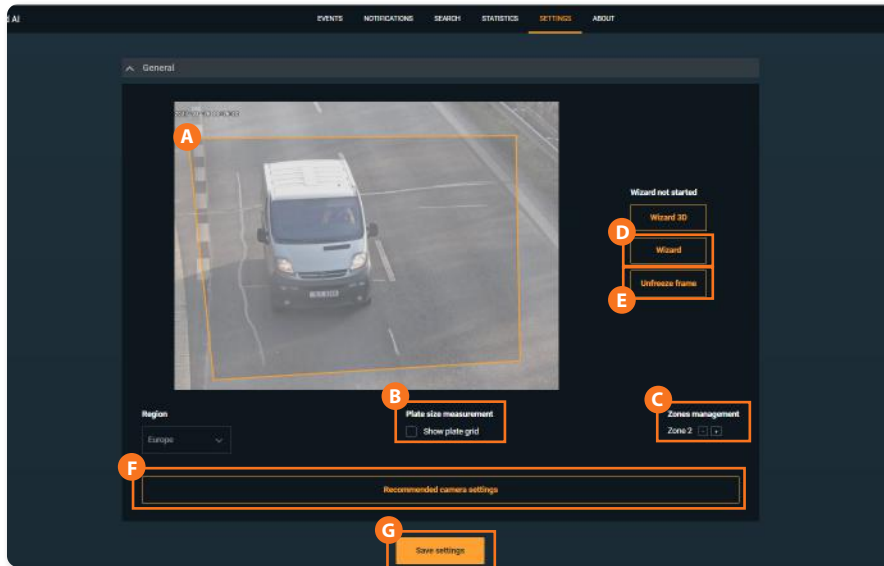 AI
EVENTS NOTIFICATIONS SEARCH STATISTICS SETTINGS ABOUT
General
A
Wizard not started
Wizard 3D
D
Wizard
Unfreeze frame
E
B
C
Region
Plate size measurement
Zones management
Europe
Show plate grid
Zone 2 - +
F
Recommended camera settings
G
Save settings